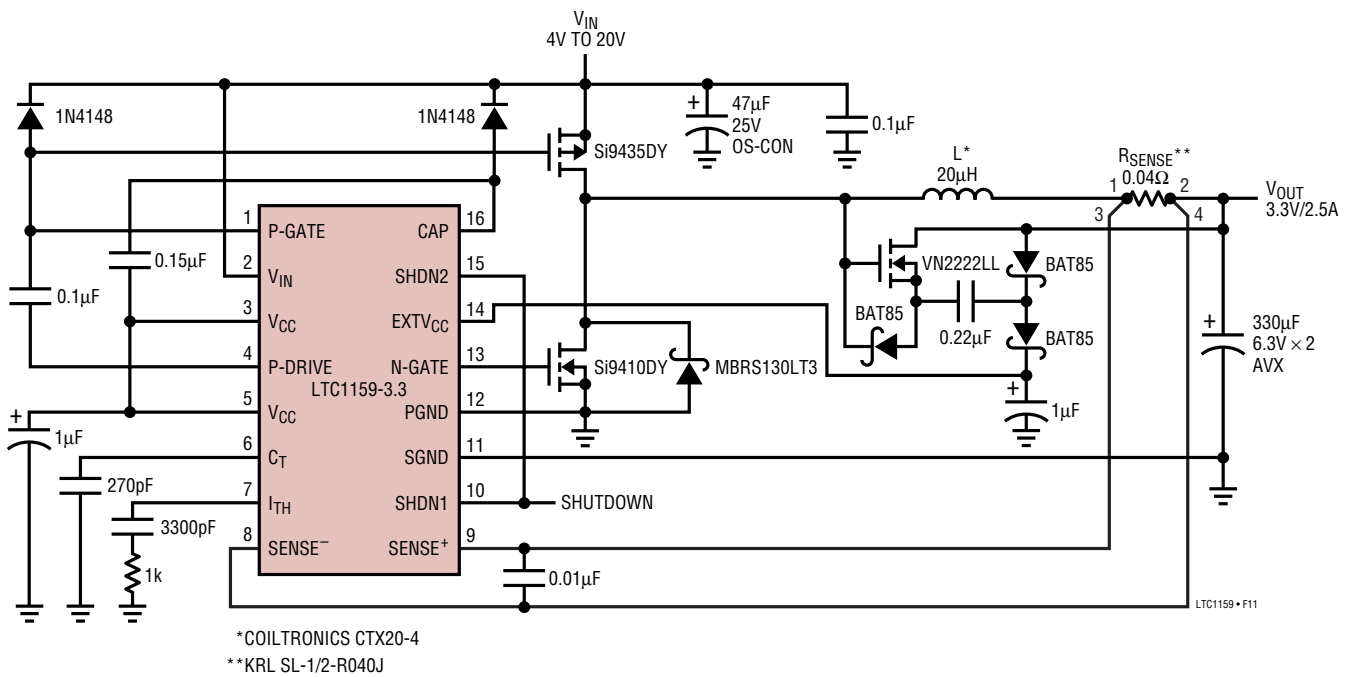 V_IN
4V TO 20V
1N4148
1N4148
+
47μF
25V
OS-CON
0.1μF
Si9435DY
L*
20μH
R_SENSE**
0.04Ω
1
2
3
4
V_OUT
3.3V/2.5A
1
P-GATE
CAP
16
0.15μF
2
V_IN
SHDN2
15
0.1μF
3
V_CC
EXTV_CC
14
4
P-DRIVE
N-GATE
13
LTC1159-3.3
5
V_CC
PGND
12
6
C_T
SGND
11
7
I_TH
SHDN1
10
8
SENSE⁻
SENSE⁺
9
+
1μF
270pF
3300pF
1k
Si9410DY
MBRS130LT3
VN2222LL
BAT85
BAT85
0.22μF
BAT85
+
1μF
+
330μF
6.3V × 2
AVX
SHUTDOWN
0.01μF
LTC1159 • F11
*COILTRONICS CTX20-4
**KRL SL-1/2-R040J